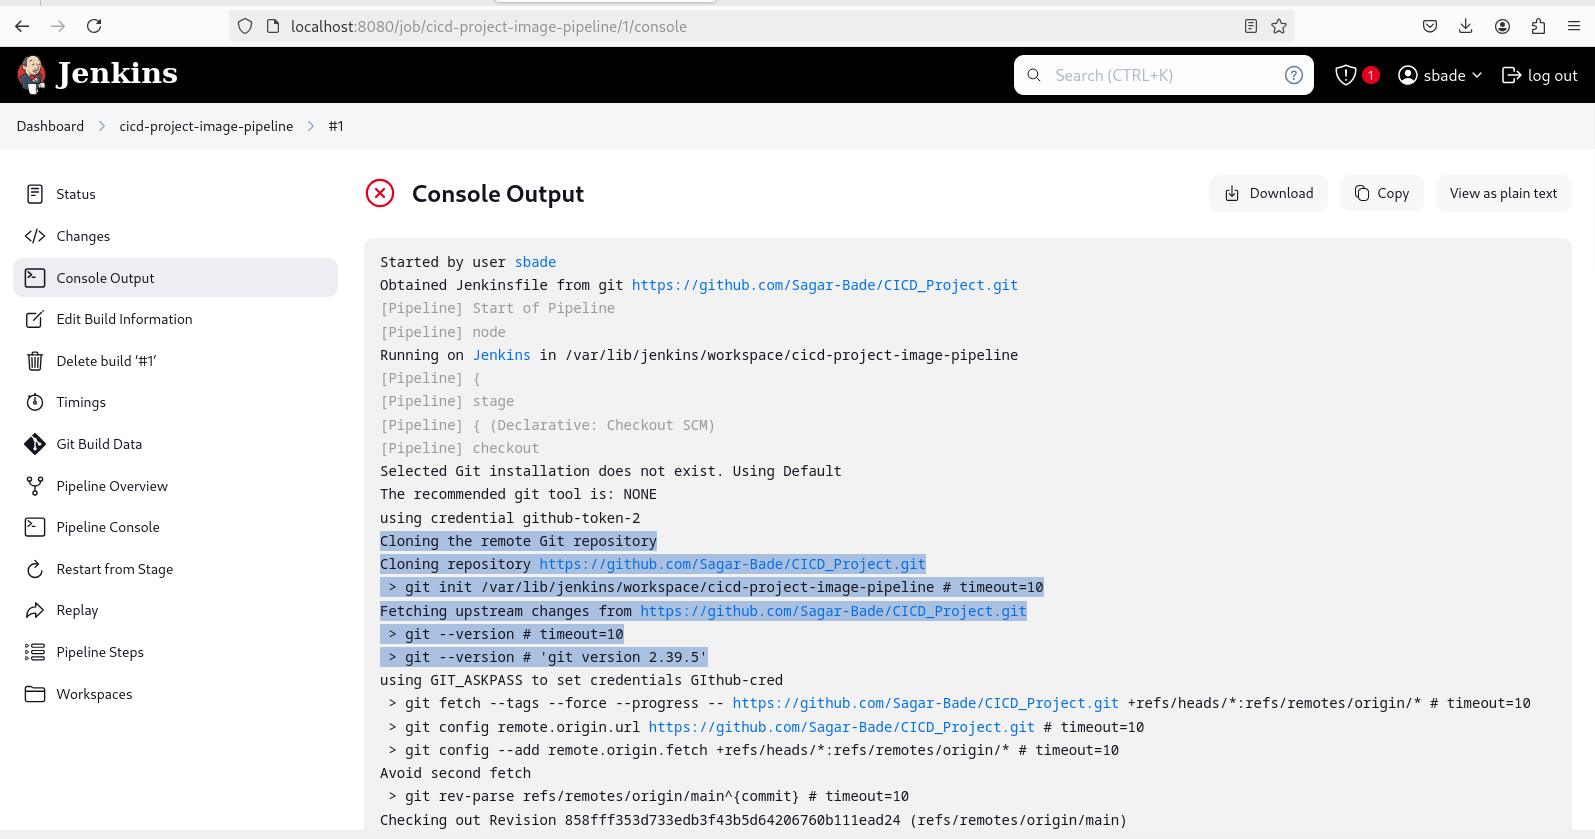 localhost:8080/job/cicd-project-image-pipeline/1/console
Jenkins
Search (CTRL+K)
?
1
sbade
log out
Dashboard > cicd-project-image-pipeline > #1
Status
Changes
Console Output
Edit Build Information
Delete build ‘#1’
Timings
Git Build Data
Pipeline Overview
Pipeline Console
Restart from Stage
Replay
Pipeline Steps
Workspaces
Console Output
Download
Copy
View as plain text
Started by user sbade
Obtained Jenkinsfile from git https://github.com/Sagar-Bade/CICD_Project.git
[Pipeline] Start of Pipeline
[Pipeline] node
Running on Jenkins in /var/lib/jenkins/workspace/cicd-project-image-pipeline
[Pipeline] {
[Pipeline] stage
[Pipeline] { (Declarative: Checkout SCM)
[Pipeline] checkout
Selected Git installation does not exist. Using Default
The recommended git tool is: NONE
using credential github-token-2
Cloning the remote Git repository
Cloning repository https://github.com/Sagar-Bade/CICD_Project.git
> git init /var/lib/jenkins/workspace/cicd-project-image-pipeline # timeout=10
Fetching upstream changes from https://github.com/Sagar-Bade/CICD_Project.git
> git --version # timeout=10
> git --version # 'git version 2.39.5'
using GIT_ASKPASS to set credentials GIthub-cred
> git fetch --tags --force --progress -- https://github.com/Sagar-Bade/CICD_Project.git +refs/heads/*:refs/remotes/origin/* # timeout=10
> git config remote.origin.url https://github.com/Sagar-Bade/CICD_Project.git # timeout=10
> git config --add remote.origin.fetch +refs/heads/*:refs/remotes/origin/* # timeout=10
Avoid second fetch
> git rev-parse refs/remotes/origin/main^{commit} # timeout=10
Checking out Revision 858fff353d733edb3f43b5d64206760b111ead24 (refs/remotes/origin/main)